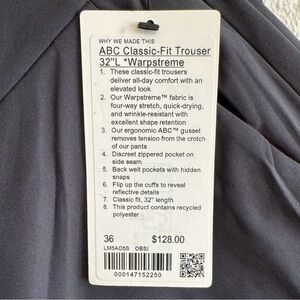 WHY WE MADE THIS
ABC Classic-Fit Trouser
32"L *Warpstreme
1. These classic-fit trousers
deliver all-day comfort with an
elevated look
2. Our Warpstreme™ fabric is
four-way stretch, quick-drying,
and wrinkle-resistant with
excellent shape retention
3. Our ergonomic ABC™ gusset
removes tension from the crotch
of our pants
4. Discreet zippered pocket on
side seam
5. Back welt pockets with hidden
snaps
6. Flip up the cuffs to reveal
reflective details
7. Classic fit, 32" length
8. This product contains recycled
polyester
36 $128.00
LM5AO5S OBSI
000147152250